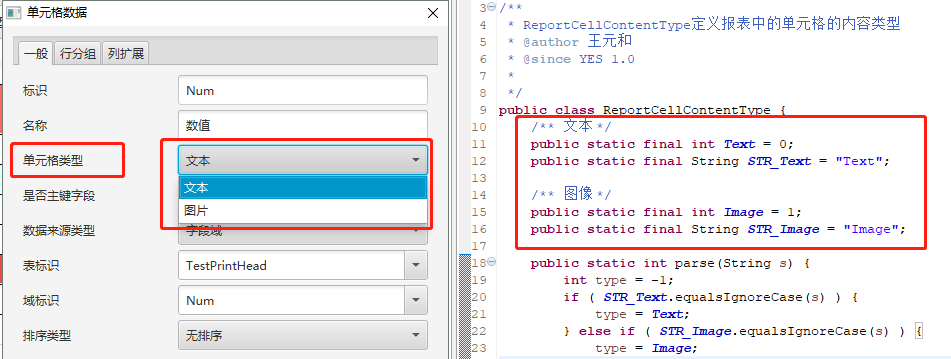 单元格数据
一般 行分组 列扩展
标识 Num
名称 数值
单元格类型 文本
文本
是否主键字段
图片
数据来源类型 字段域
表标识 TestPrintHead
域标识 Num
排序类型 无排序
3 /**
4 * ReportCellContentType定义报表中的单元格的内容类型
5 * @author 王元和
6 * @since YES 1.0
7 *
8 */
9 public class ReportCellContentType {
10 /** 文本 */
11 public static final int Text = 0;
12 public static final String STR_Text = "Text";
13
14 /** 图像 */
15 public static final int Image = 1;
16 public static final String STR_Image = "Image";
17
18 public static int parse(String s) {
19 int type = -1;
20 if ( STR_Text.equalsIgnoreCase(s) ) {
21 type = Text;
22 } else if ( STR_Image.equalsIgnoreCase(s) ) {
23 type = Image;